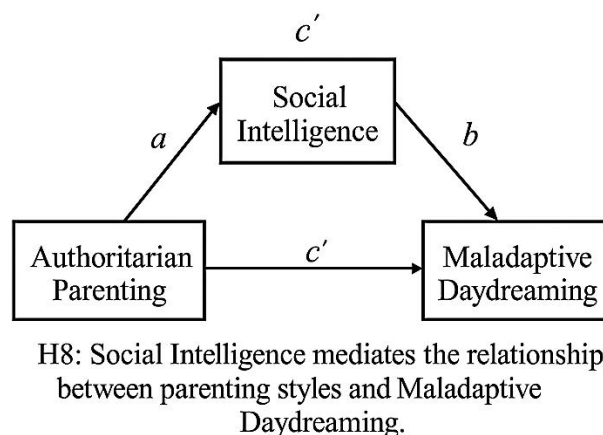 c′
Social
Intelligence
a
b
Authoritarian
Parenting
c′
Maladaptive
Daydreaming
H8: Social Intelligence mediates the relationship
between parenting styles and Maladaptive
Daydreaming.